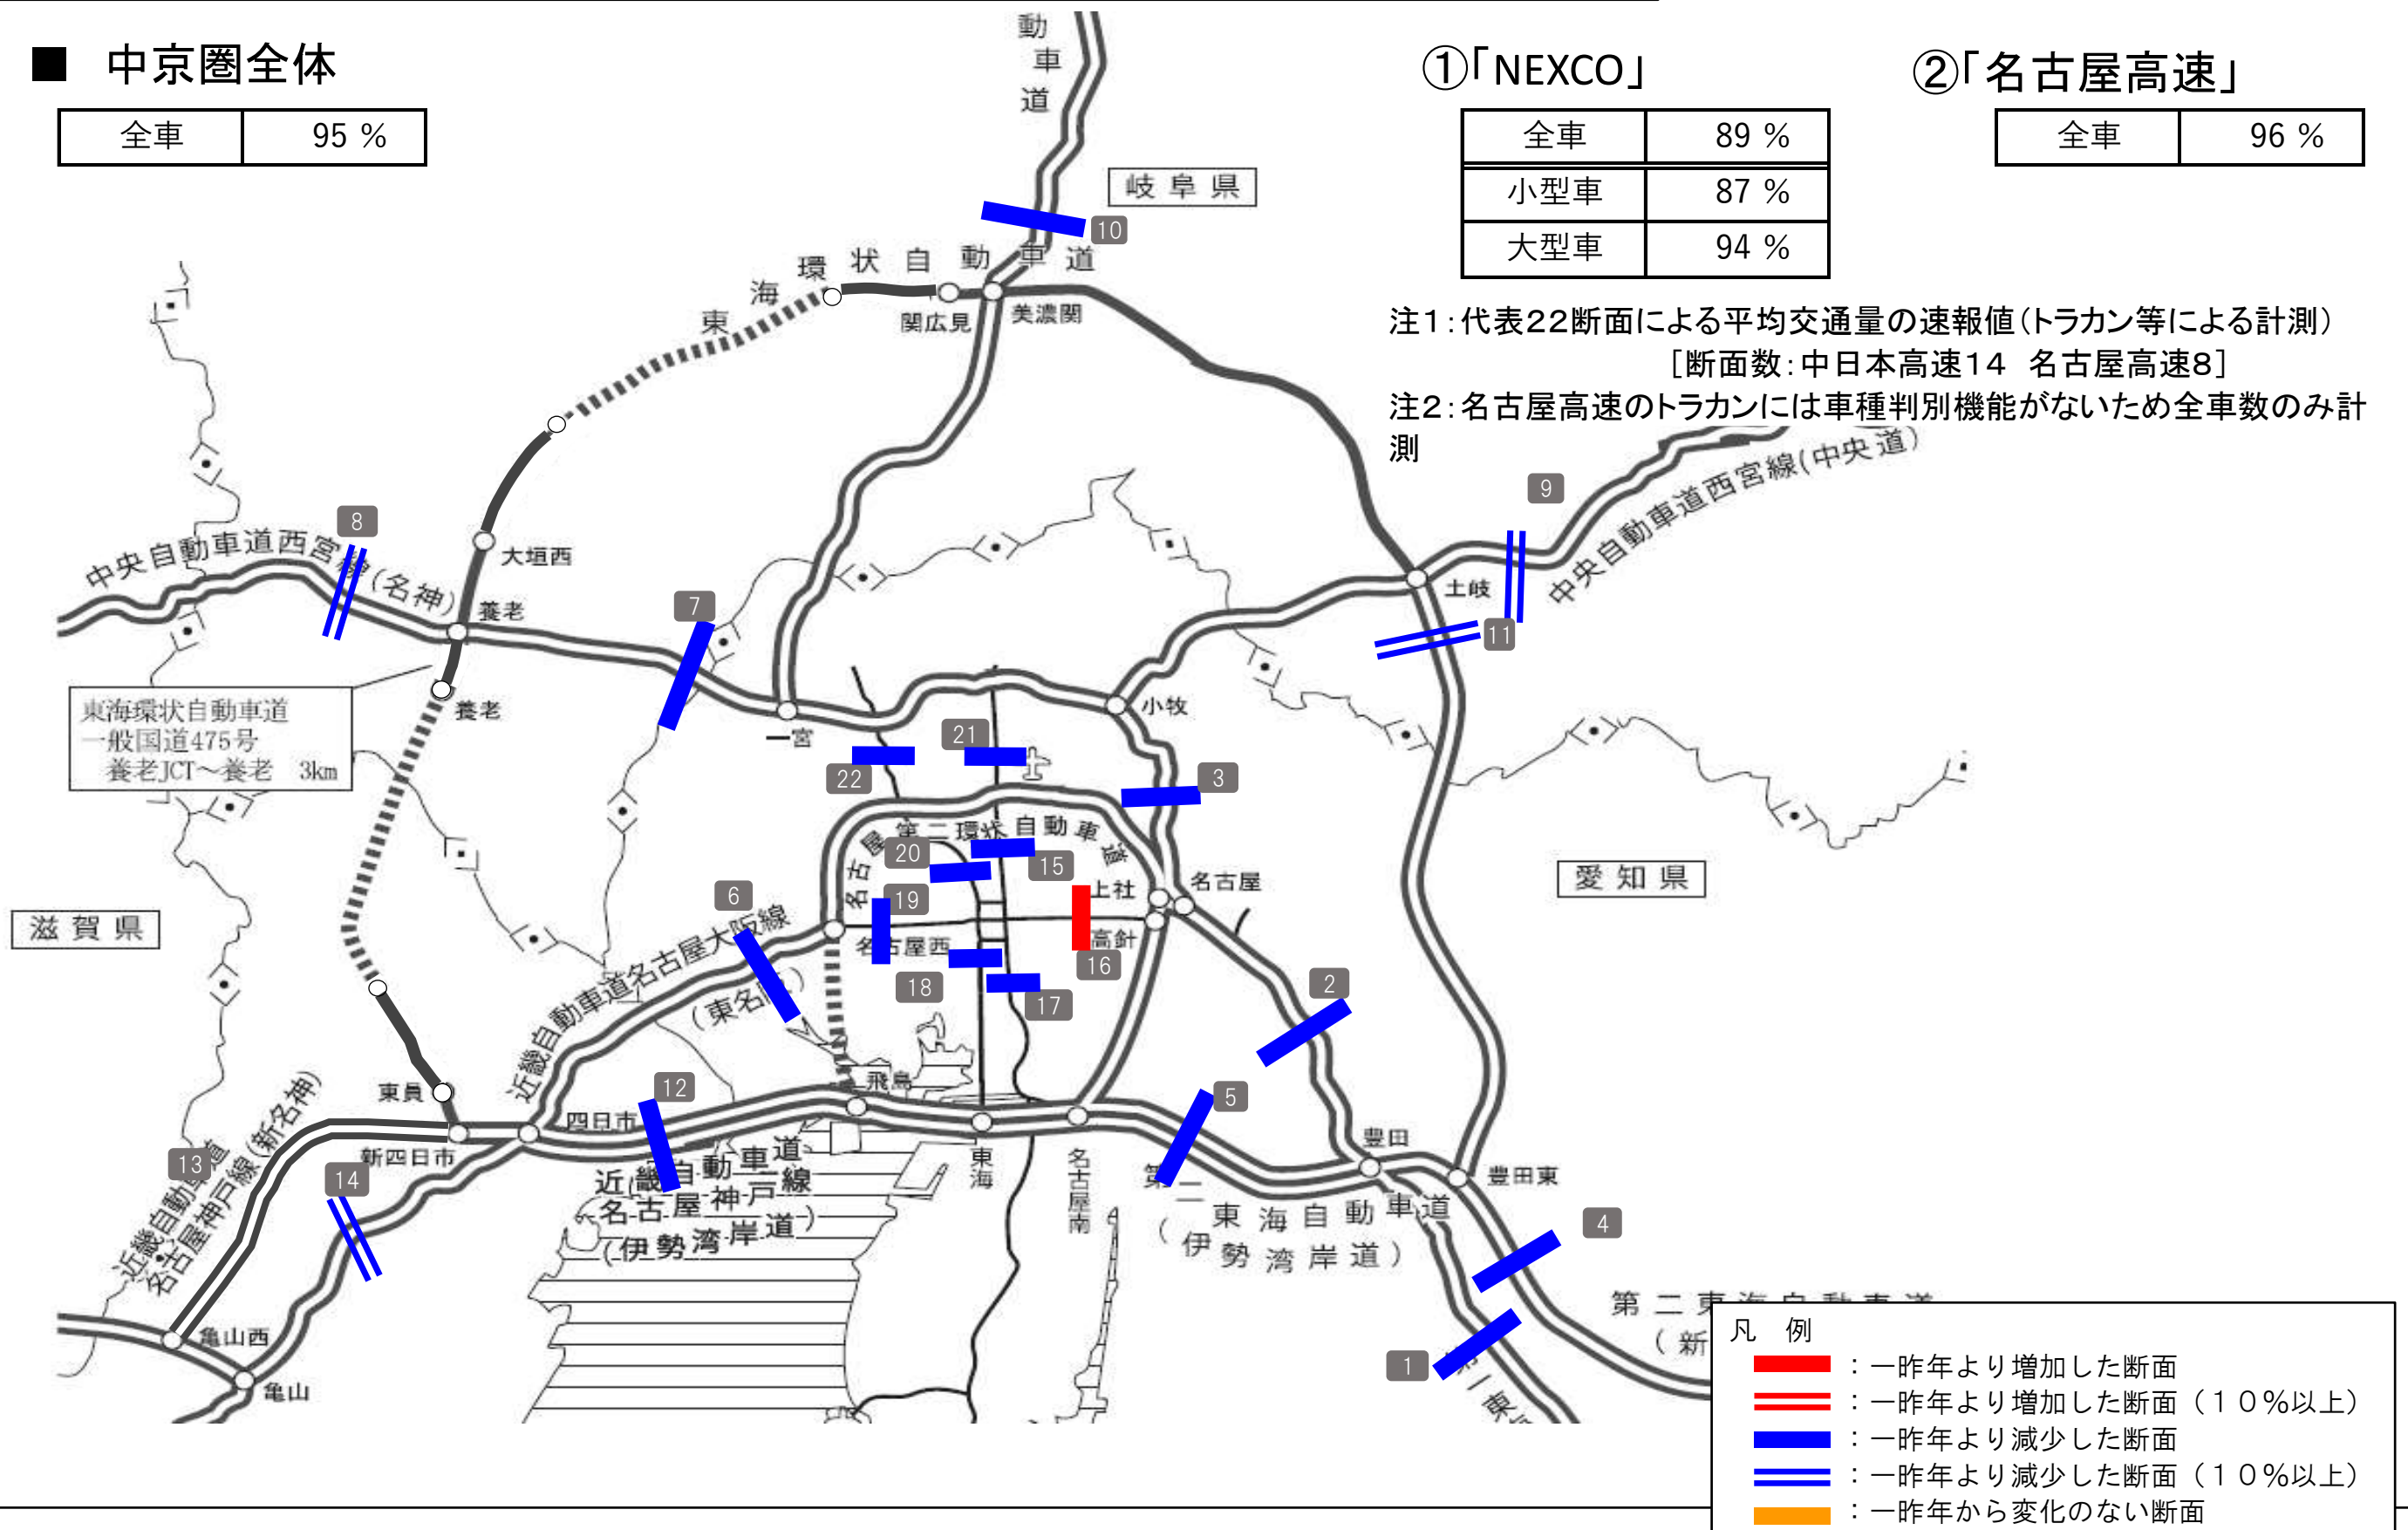 ■　中京圏全体
全車　95 %
①「NEXCO」
全車　89 %
小型車　87 %
大型車　94 %
②「名古屋高速」
全車　96 %
注1：代表22断面による平均交通量の速報値（トラカン等による計測）
［断面数：中日本高速14　名古屋高速8］
注2：名古屋高速のトラカンには車種判別機能がないため全車数のみ計
測
動車道
岐阜県
10
東海環状自動車道
関広見
美濃関
9
中央自動車道西宮線(中央道)
8
中央自動車道西宮線(名神)
大垣西
養老
7
土岐
11
東海環状自動車道
一般国道475号
養老JCT～養老　3km
養老
一宮
小牧
21
22
3
名古屋第二環状自動車道
20
15
上社
名古屋
愛知県
滋賀県
6
19
名古屋西
高針
16
近畿自動車道名古屋大阪線
（東名阪）
18
17
2
東員
飛島
12
5
四日市
新四日市
豊田
豊田東
東海
名古屋南
13
近畿自動車道
名古屋神戸線(新名神)
14
近畿自動車道
名古屋神戸線
(伊勢湾岸道)
第二東海自動車道
（伊勢湾岸道）
4
亀山西
亀山
1
第二東海自動車道
（新
第一東
凡　例
：一昨年より増加した断面
：一昨年より増加した断面（１０％以上）
：一昨年より減少した断面
：一昨年より減少した断面（１０％以上）
：一昨年から変化のない断面